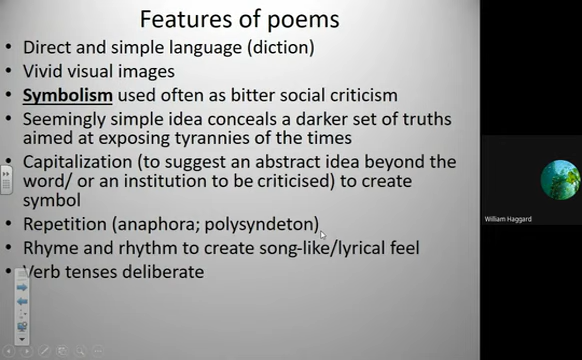 Features of poems
• Direct and simple language (diction)
• Vivid visual images
• Symbolism used often as bitter social criticism
• Seemingly simple idea conceals a darker set of truths
aimed at exposing tyrannies of the times
• Capitalization (to suggest an abstract idea beyond the
word/ or an institution to be criticised) to create
symbol
• Repetition (anaphora; polysyndeton)
• Rhyme and rhythm to create song-like/lyrical feel
• Verb tenses deliberate
William Haggard